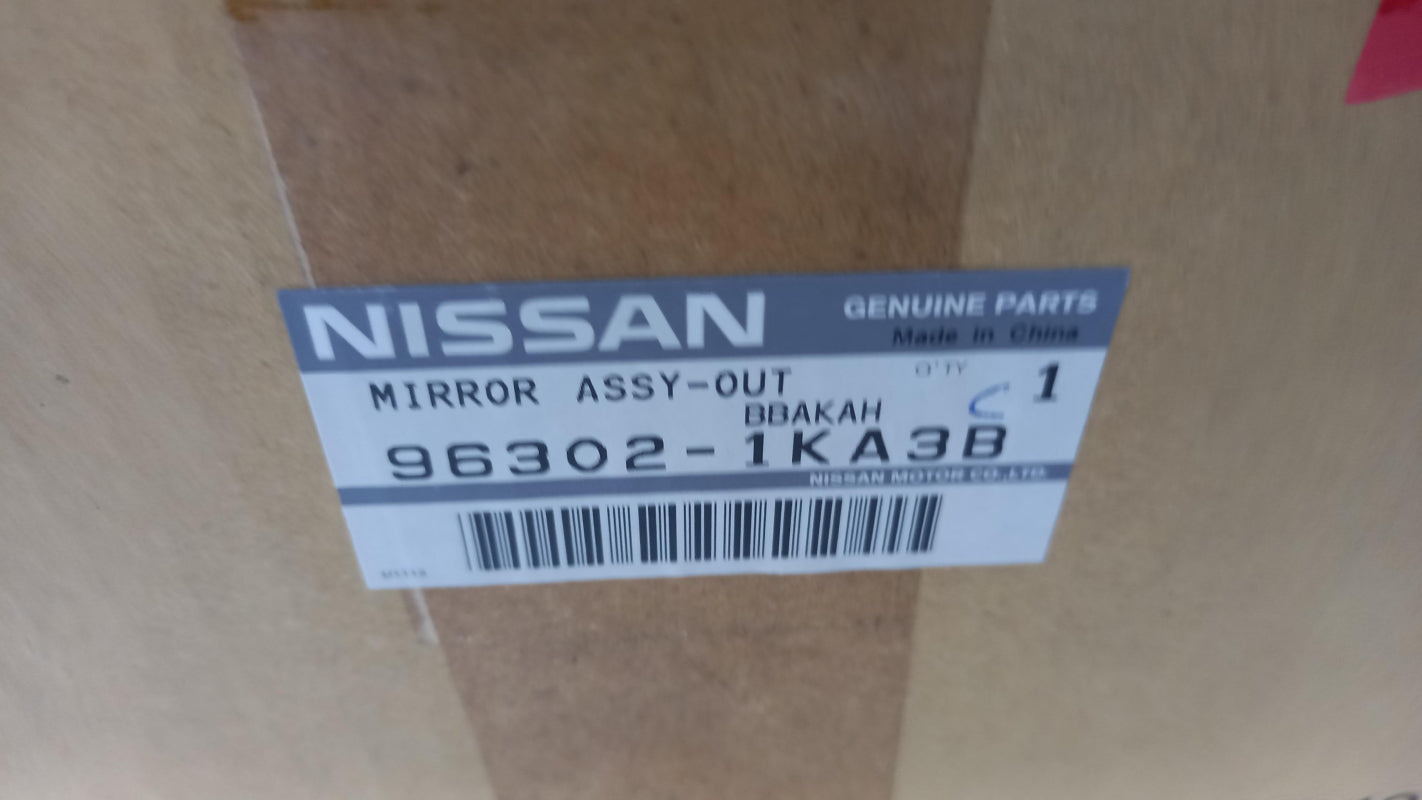 NISSAN
GENUINE PARTS
Made in China
MIRROR ASSY-OUT
Q'TY
1
BBAKAH
96302-1KA3B
NISSAN MOTOR CO.,LTD.